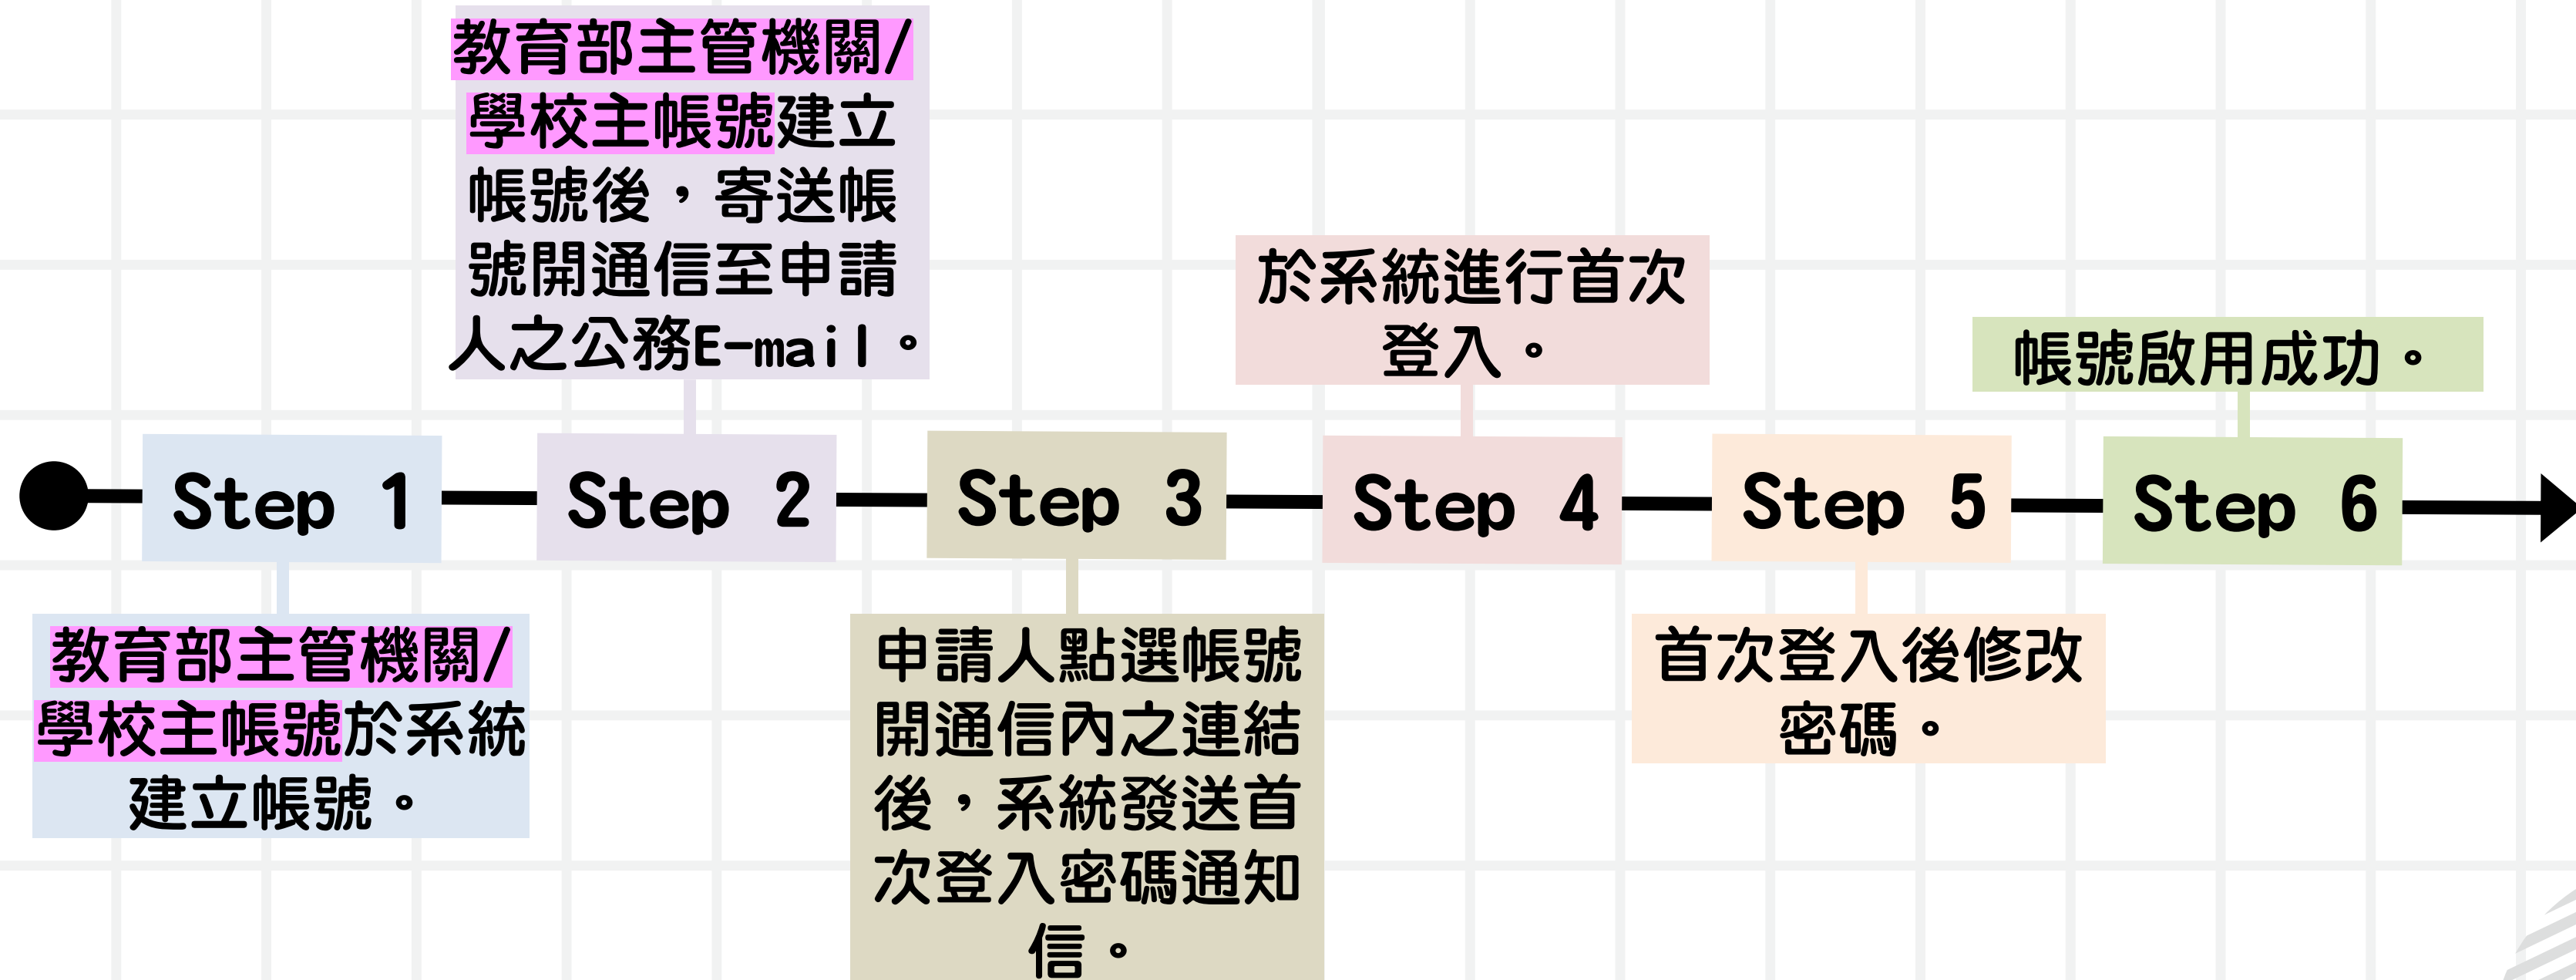 教育部主管機關/
學校主帳號建立
帳號後，寄送帳
號開通信至申請
人之公務E-mail。
於系統進行首次
登入。
帳號啟用成功。
Step 1
Step 2
Step 3
Step 4
Step 5
Step 6
教育部主管機關/
學校主帳號於系統
建立帳號。
申請人點選帳號
開通信內之連結
後，系統發送首
次登入密碼通知
信。
首次登入後修改
密碼。